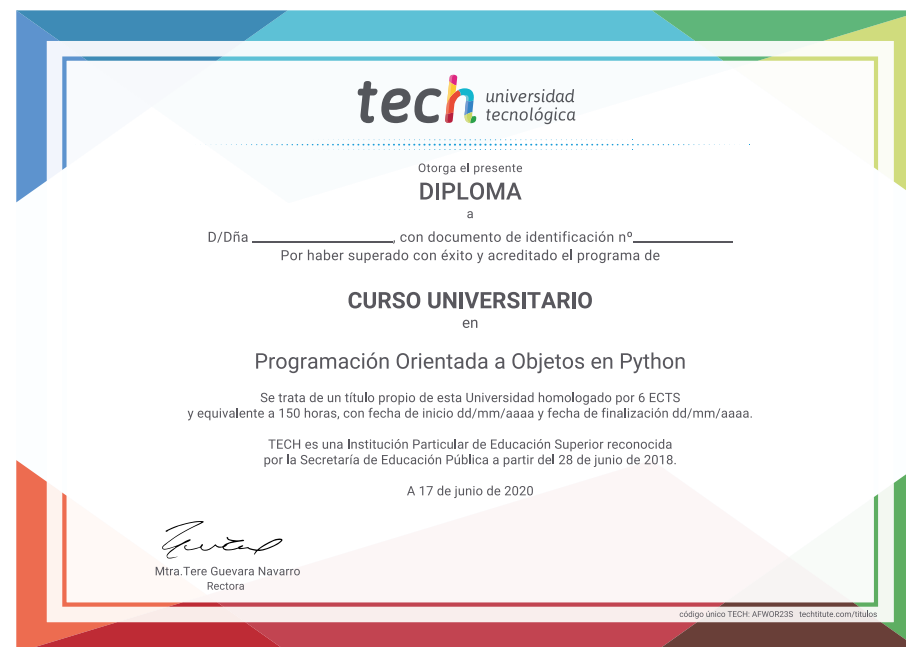 tech universidad
tecnológica
Otorga el presente
DIPLOMA
a
D/Dña ____________________, con documento de identificación nº______________
Por haber superado con éxito y acreditado el programa de
CURSO UNIVERSITARIO
en
Programación Orientada a Objetos en Python
Se trata de un título propio de esta Universidad homologado por 6 ECTS
y equivalente a 150 horas, con fecha de inicio dd/mm/aaaa y fecha de finalización dd/mm/aaaa.
TECH es una Institución Particular de Educación Superior reconocida
por la Secretaría de Educación Pública a partir del 28 de junio de 2018.
A 17 de junio de 2020
Mtra.Tere Guevara Navarro
Rectora
código único TECH: AFWOR23S techtitute.com/titulos